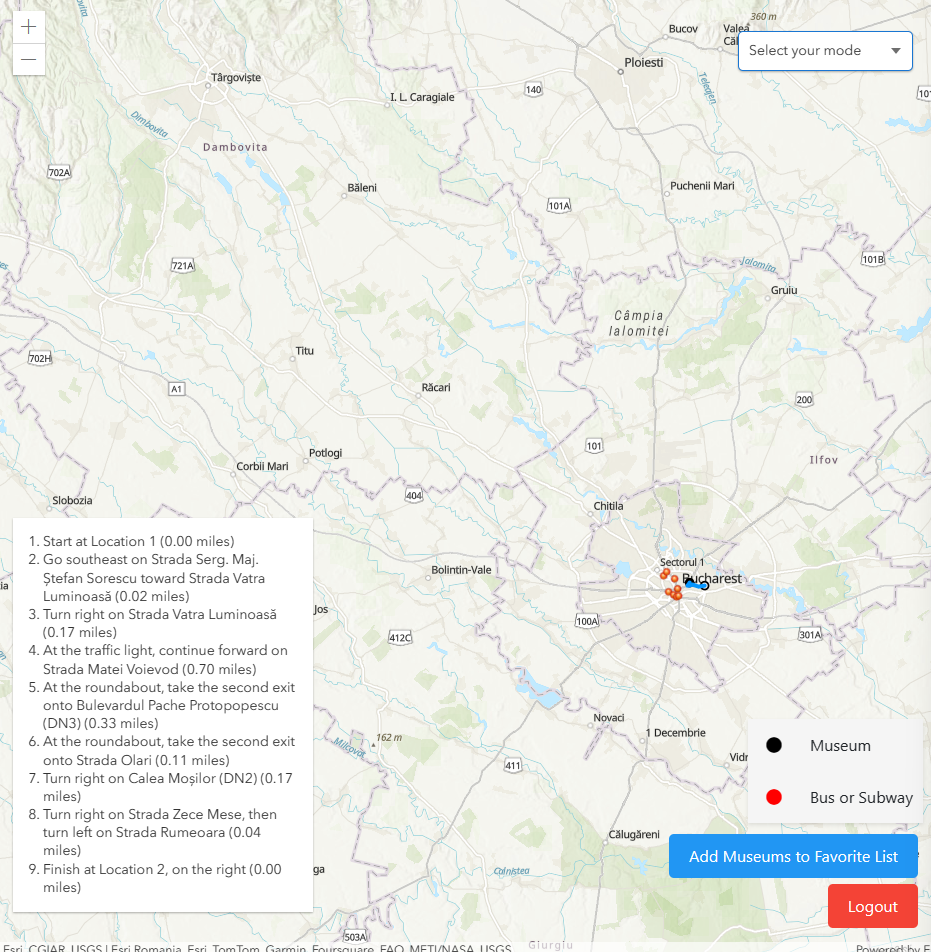 +
−
Dâmbovita
360 m
Bucov
Valea
Select your mode
Ploiești
Târgoviște
I. L. Caragiale
140
Teleajen
Dimbovita
Dambovita
702A
Băleni
Puchenii Mari
101A
721A
Jalomita
101B
Gruiu
Câmpia
Ialomitei
Titu
702H
A1
Răcari
200
101
Ilfov
Potlogi
Corbii Mari
404
Slobozia
Chitila
1. Start at Location 1 (0.00 miles)
2. Go southeast on Strada Serg. Maj.
Ștefan Sorescu toward Strada Vatra
Luminoasă (0.02 miles)
3. Turn right on Strada Vatra Luminoasă
(0.17 miles)
4. At the traffic light, continue forward on
Strada Matei Voievod (0.70 miles)
5. At the roundabout, take the second exit
onto Bulevardul Pache Protopopescu
(DN3) (0.33 miles)
6. At the roundabout, take the second exit
onto Strada Olari (0.11 miles)
7. Turn right on Calea Moșilor (DN2) (0.17
miles)
8. Turn right on Strada Zece Mese, then
turn left on Strada Rumeoara (0.04
miles)
9. Finish at Location 2, on the right (0.00
miles)
Sectorul 1
Bolintin-Vale
Bucharest
Jos
100A
301A
412C
Novaci
1 Decembrie
162 m
Milcovat
411
Vidr
Museum
Bus or Subway
Călugăreni
Câlnistea
ga
Add Museums to Favorite List
Logout
503A
Giurgiu
Esri, CGIAR, USGS | Esri Romania, Esri, TomTom, Garmin, Foursquare, FAO, METI/NASA, USGS
Powered by E